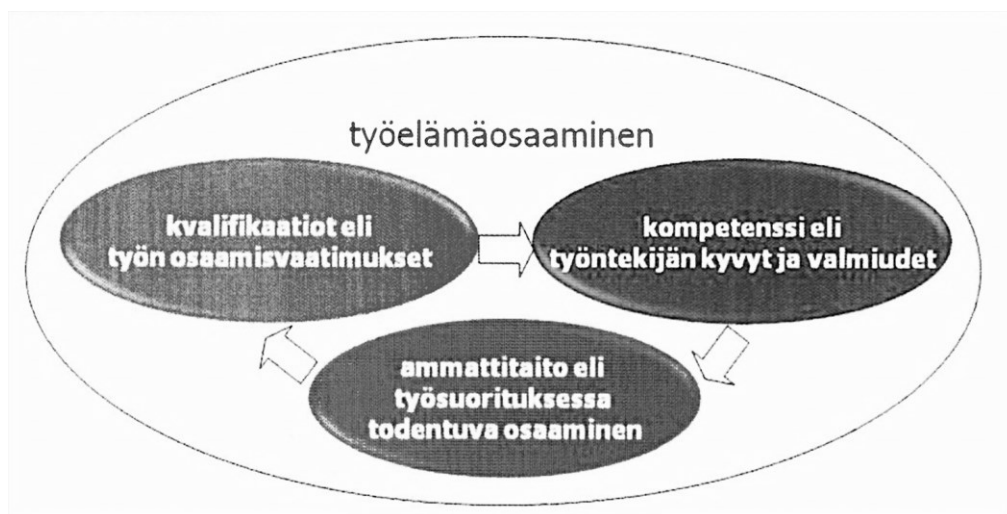 työelämäosaaminen
kvalifikaatiot eli
työn osaamisvaatimukset
kompetenssi eli
työntekijän kyvyt ja valmiudet
ammattitaito eli
työsuorituksessa
todentuva osaaminen